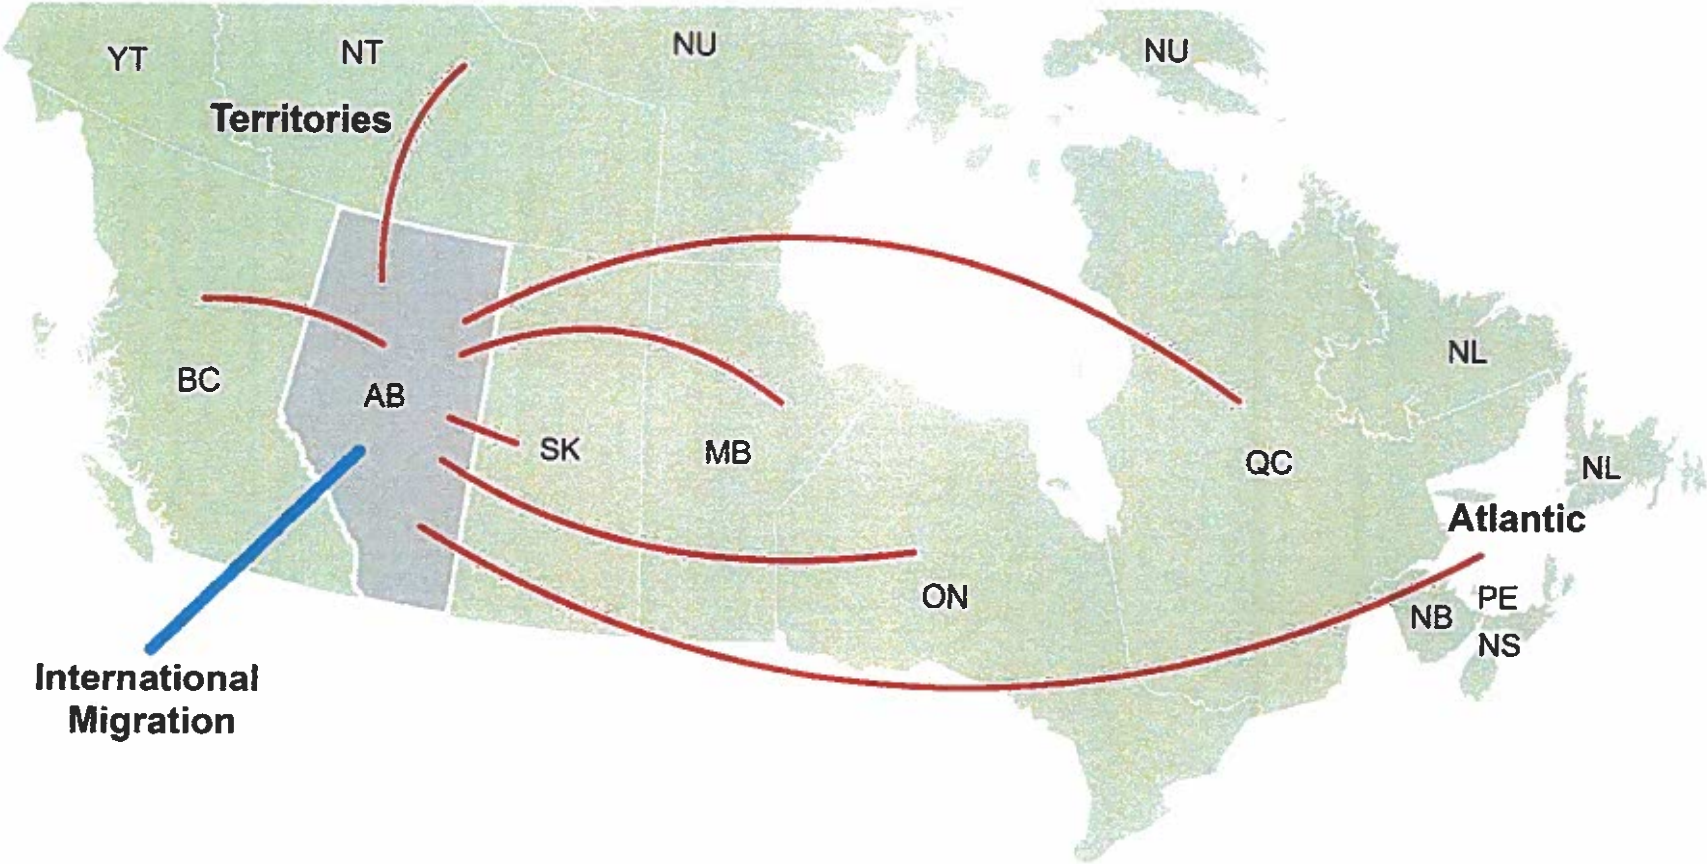 YT
NT
NU
NU
Territories
BC
AB
SK
MB
ON
QC
NL
NL
Atlantic
PE
NB
NS
International
Migration